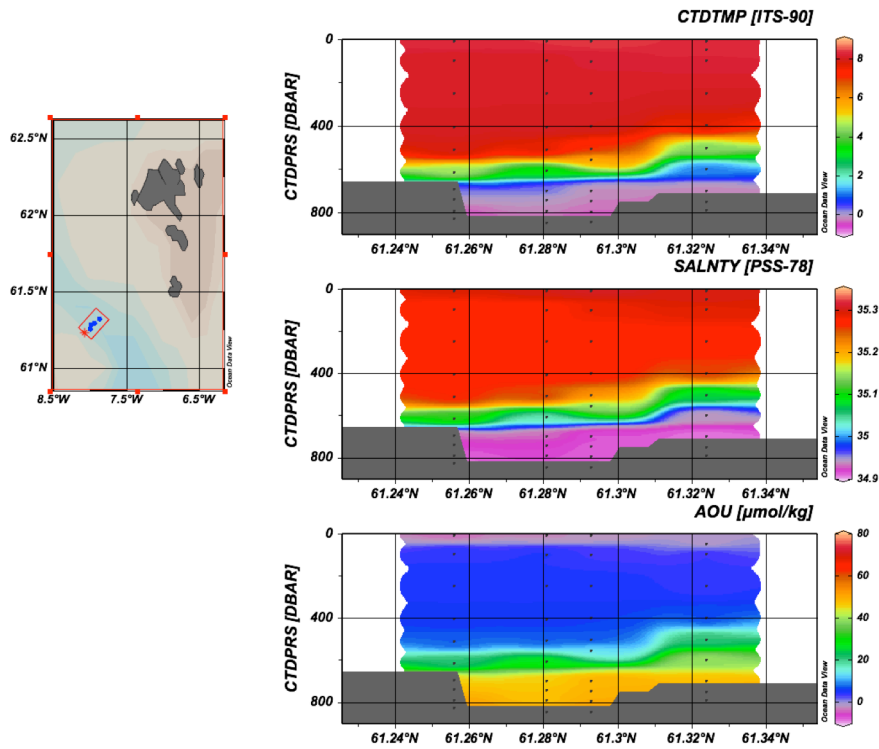 CTDTMP [ITS-90]
0
400
800
CTDPRS [DBAR]
61.24°N 61.26°N 61.28°N 61.3°N 61.32°N 61.34°N
8
6
4
2
0
Ocean Data View
62.5°N
62°N
61.5°N
61°N
8.5°W 7.5°W 6.5°W
Ocean Data View
SALNTY [PSS-78]
0
400
800
CTDPRS [DBAR]
61.24°N 61.26°N 61.28°N 61.3°N 61.32°N 61.34°N
35.3
35.2
35.1
35
34.9
Ocean Data View
AOU [µmol/kg]
0
400
800
CTDPRS [DBAR]
61.24°N 61.26°N 61.28°N 61.3°N 61.32°N 61.34°N
80
60
40
20
0
Ocean Data View